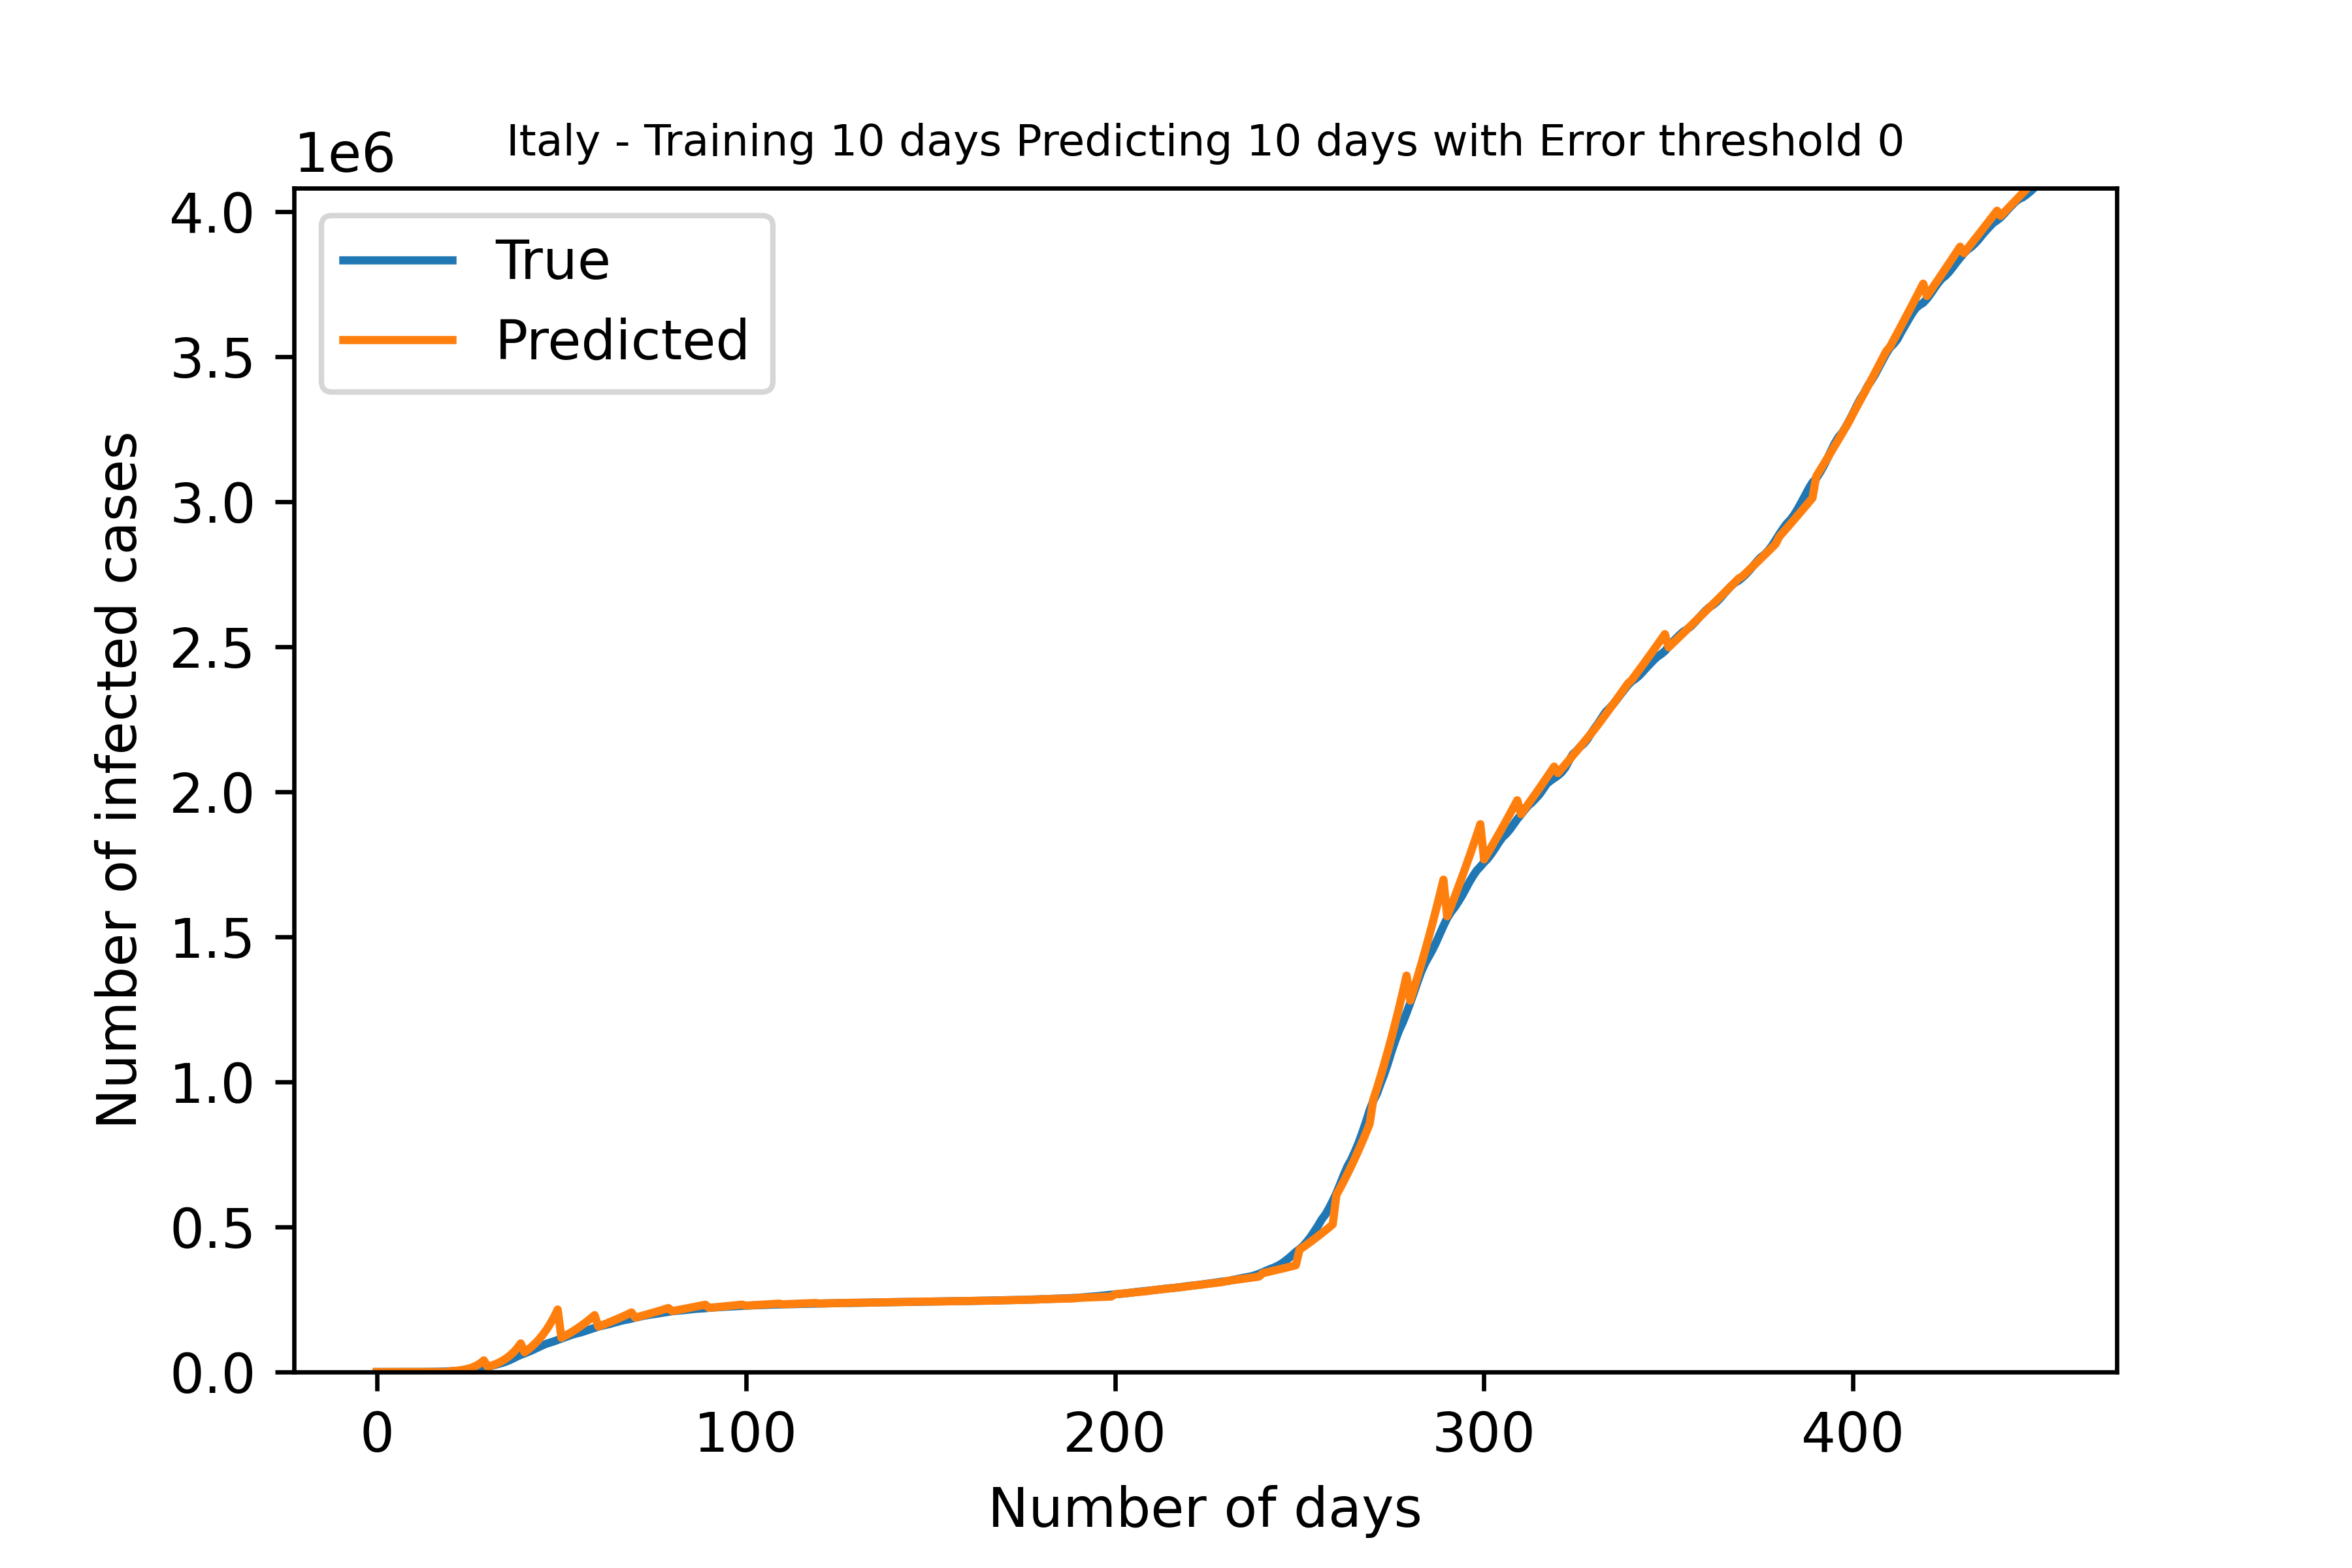 Italy - Training 10 days Predicting 10 days with Error threshold 0
1e6
True
Predicted
4.0
3.5
3.0
2.5
2.0
1.5
1.0
0.5
0.0
Number of infected cases
0 100 200 300 400
Number of days